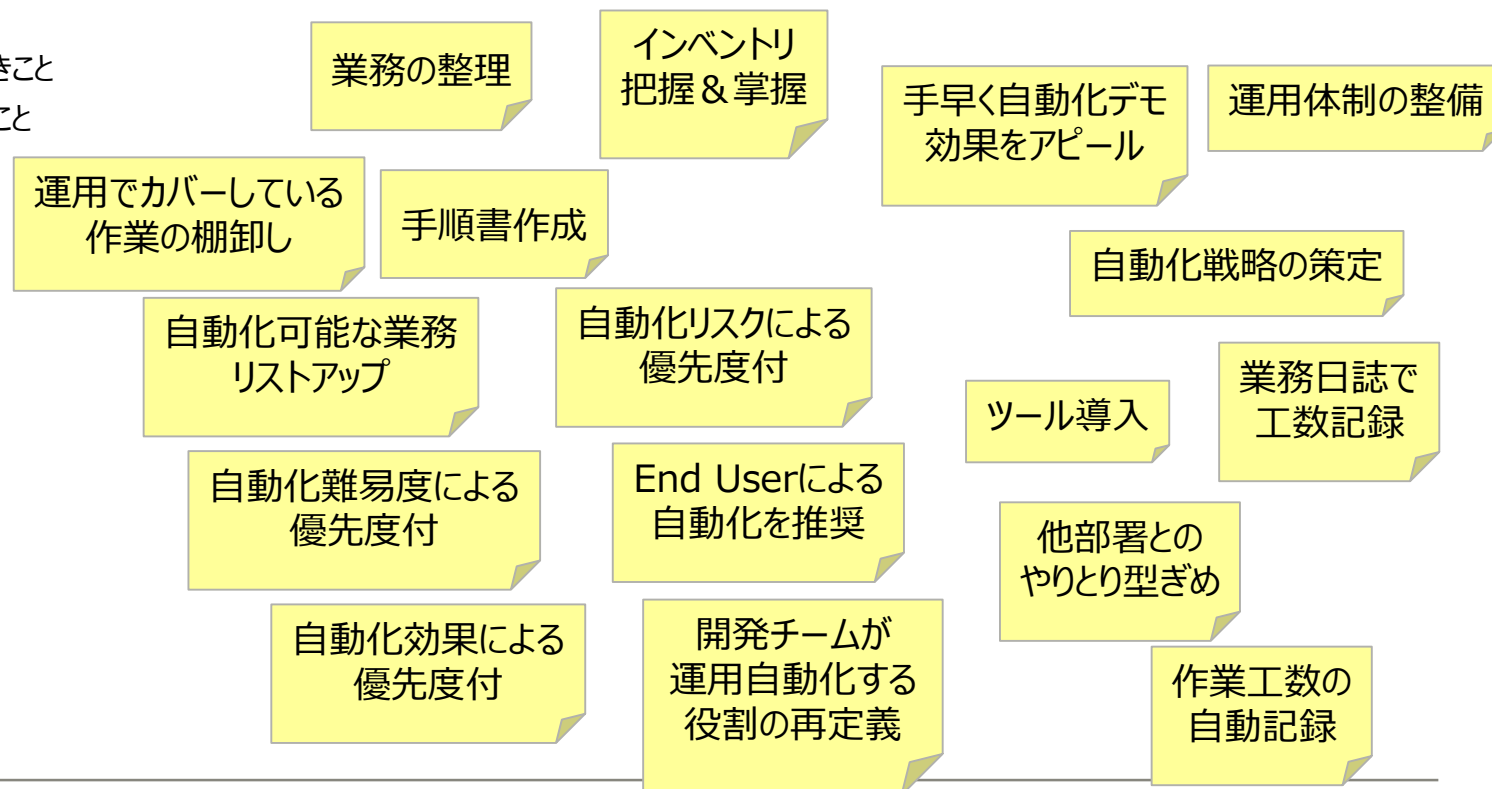 きこと
こと
業務の整理
インベントリ
把握＆掌握
手早く自動化デモ
効果をアピール
運用体制の整備
運用でカバーしている
作業の棚卸し
手順書作成
自動化戦略の策定
自動化可能な業務
リストアップ
自動化リスクによる
優先度付
業務日誌で
工数記録
ツール導入
自動化難易度による
優先度付
End Userによる
自動化を推奨
他部署との
やりとり型ぎめ
自動化効果による
優先度付
開発チームが
運用自動化する
役割の再定義
作業工数の
自動記録